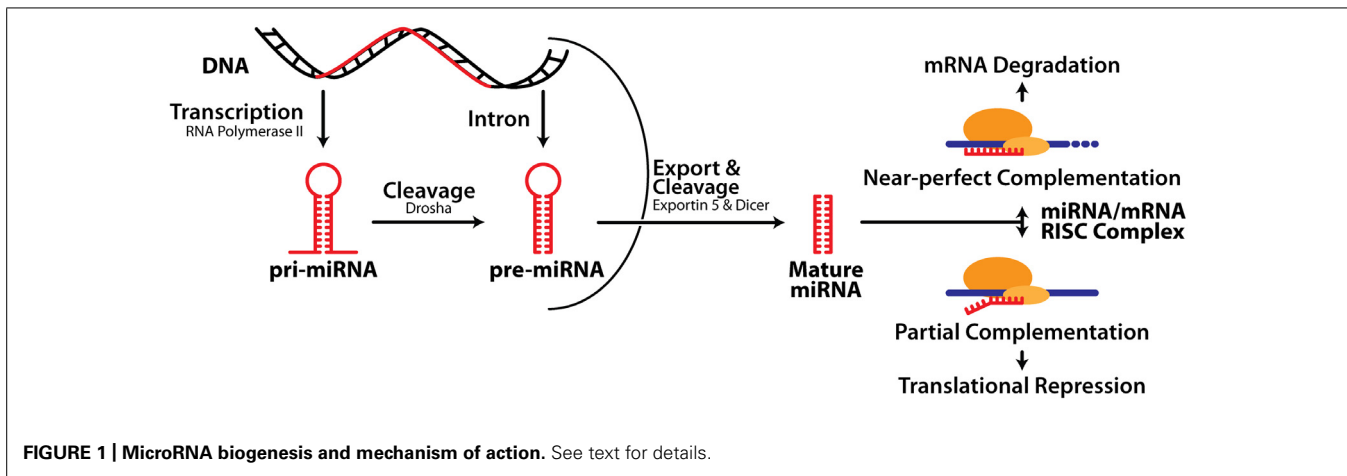 DNA
Transcription
RNA Polymerase II
Intron
pri-miRNA
Cleavage
Drosha
pre-miRNA
Export &
Cleavage
Exportin 5 & Dicer
Mature
miRNA
mRNA Degradation
Near-perfect Complementation
miRNA/mRNA
RISC Complex
Partial Complementation
Translational Repression
FIGURE 1 | MicroRNA biogenesis and mechanism of action. See text for details.